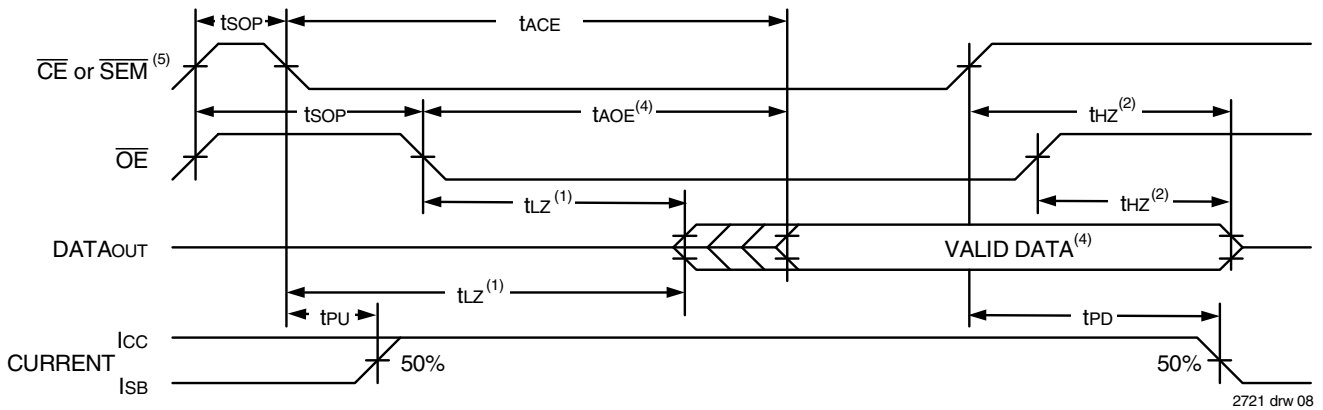 tSOP tACE
CE or SEM (5)
tSOP tAOE(4) tHZ(2)
OE
tLZ(1) tHZ(2)
DATAOUT VALID DATA(4)
tLZ(1)
tPU tPD
ICC
CURRENT 50% 50%
ISB
2721 drw 08